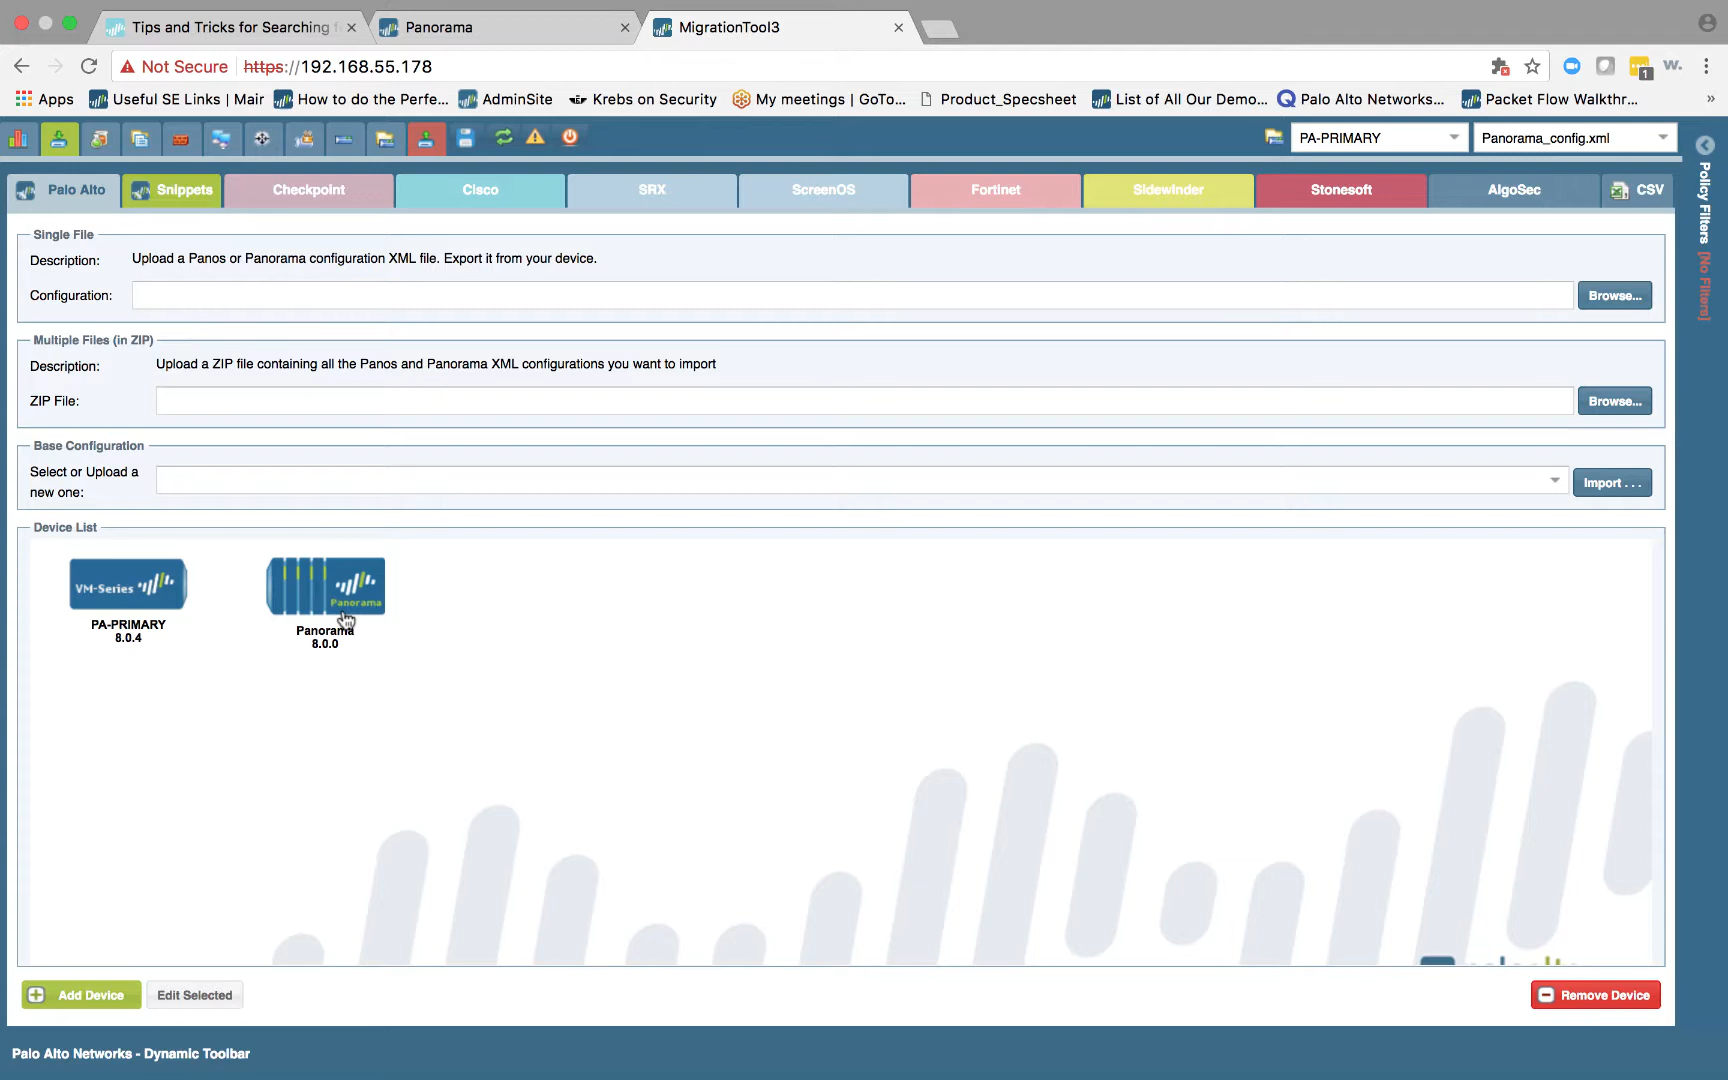 Tips and Tricks for Searching f
Panorama
MigrationTool3
Not Secure
https://192.168.55.178
1
w.
Apps
Useful SE Links | Mair
How to do the Perfe...
AdminSite
Krebs on Security
My meetings | GoTo...
Product_Specsheet
List of All Our Demo...
Palo Alto Networks...
Packet Flow Walkthr...
»
PA-PRIMARY
Panorama_config.xml
Palo Alto
Snippets
Checkpoint
Cisco
SRX
ScreenOS
Fortinet
Sidewinder
Stonesoft
AlgoSec
CSV
Policy Filters [No Filters]
Single File
Description: Upload a Panos or Panorama configuration XML file. Export it from your device.
Configuration:
Browse...
Multiple Files (in ZIP)
Description: Upload a ZIP file containing all the Panos and Panorama XML configurations you want to import
ZIP File:
Browse...
Base Configuration
Select or Upload a
new one:
Import . . .
Device List
VM-Series
PA-PRIMARY
8.0.4
Panorama
Panorama
8.0.0
Add Device
Edit Selected
Remove Device
Palo Alto Networks - Dynamic Toolbar